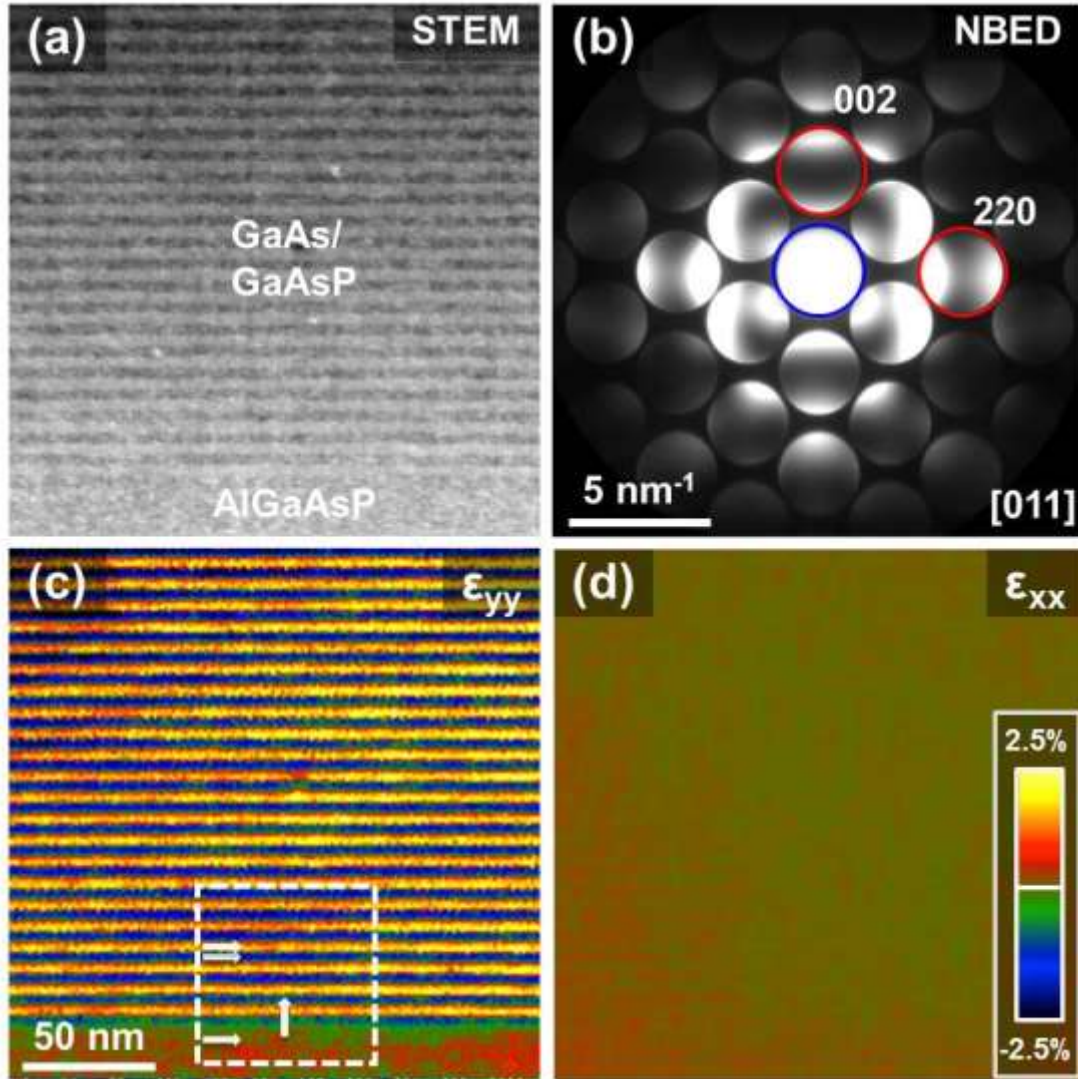 (a) STEM
GaAs/
GaAsP
AlGaAsP
(b) NBED
002
220
5 nm⁻¹
[011]
(c) εyy
50 nm
(d) εxx
2.5%
-2.5%